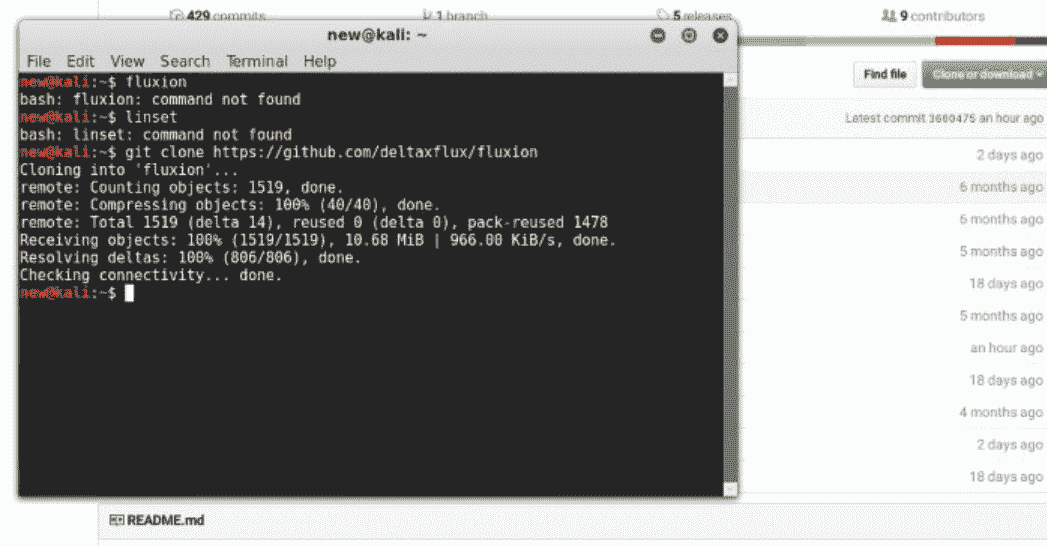 429 commits 1 branch 5 releases 9 contributors
new@kali: ~
File Edit View Search Terminal Help
new@kali:~$ fluxion
bash: fluxion: command not found
new@kali:~$ linset
bash: linset: command not found
new@kali:~$ git clone https://github.com/deltaxflux/fluxion
Cloning into 'fluxion'...
remote: Counting objects: 1519, done.
remote: Compressing objects: 100% (40/40), done.
remote: Total 1519 (delta 14), reused 0 (delta 0), pack-reused 1478
Receiving objects: 100% (1519/1519), 10.68 MiB | 966.00 KiB/s, done.
Resolving deltas: 100% (806/806), done.
Checking connectivity... done.
new@kali:~$
Find file Clone or download
Latest commit 3600475 an hour ago
2 days ago
6 months ago
6 months ago
5 months ago
18 days ago
5 months ago
an hour ago
18 days ago
4 months ago
2 days ago
18 days ago
README.md